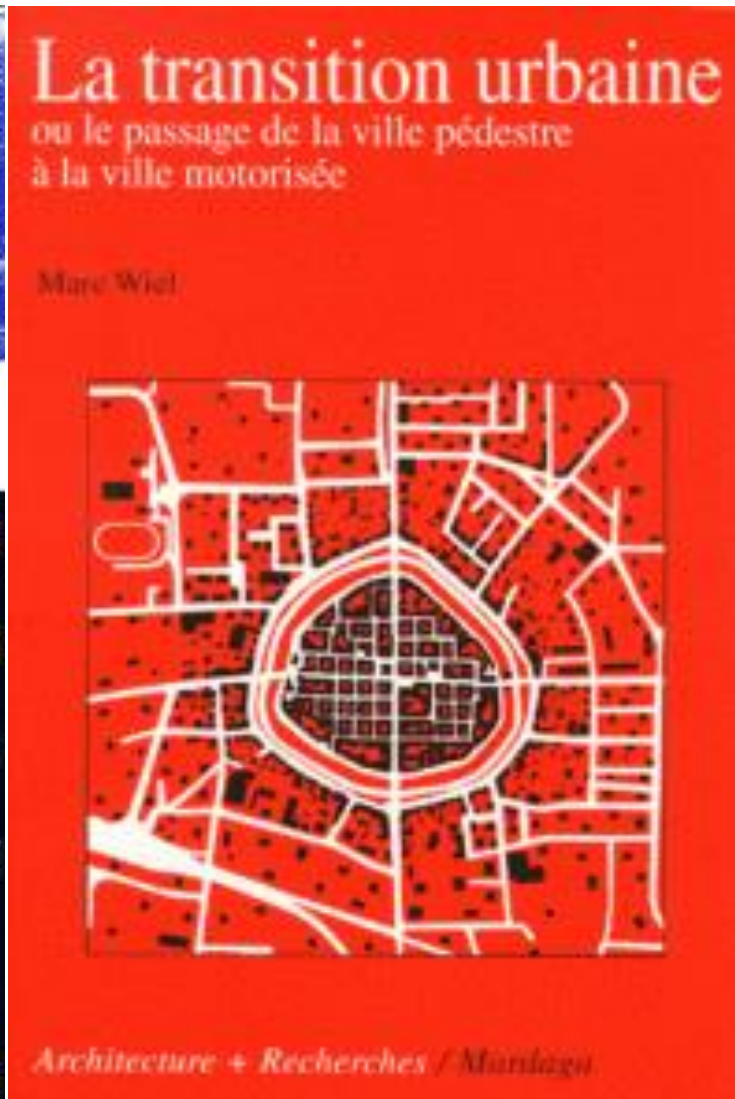 La transition urbaine
ou le passage de la ville pédestre
à la ville motorisée
Marc Wiel
Architecture + Recherches / Mardaga